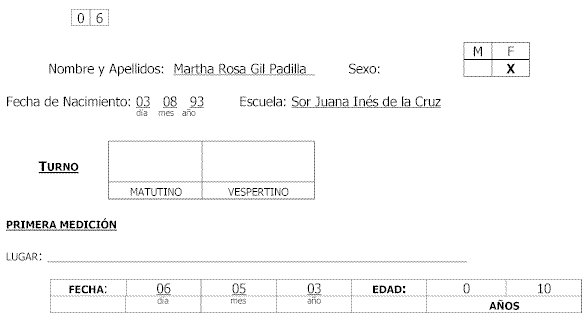 0 6
M F
Nombre y Apellidos: Martha Rosa Gil Padilla Sexo: X
Fecha de Nacimiento: 03 08 93 Escuela: Sor Juana Inés de la Cruz
día mes año
TURNO
MATUTINO VESPERTINO
PRIMERA MEDICIÓN
LUGAR:
FECHA: 06 05 03 EDAD: 0 10
día mes año AÑOS